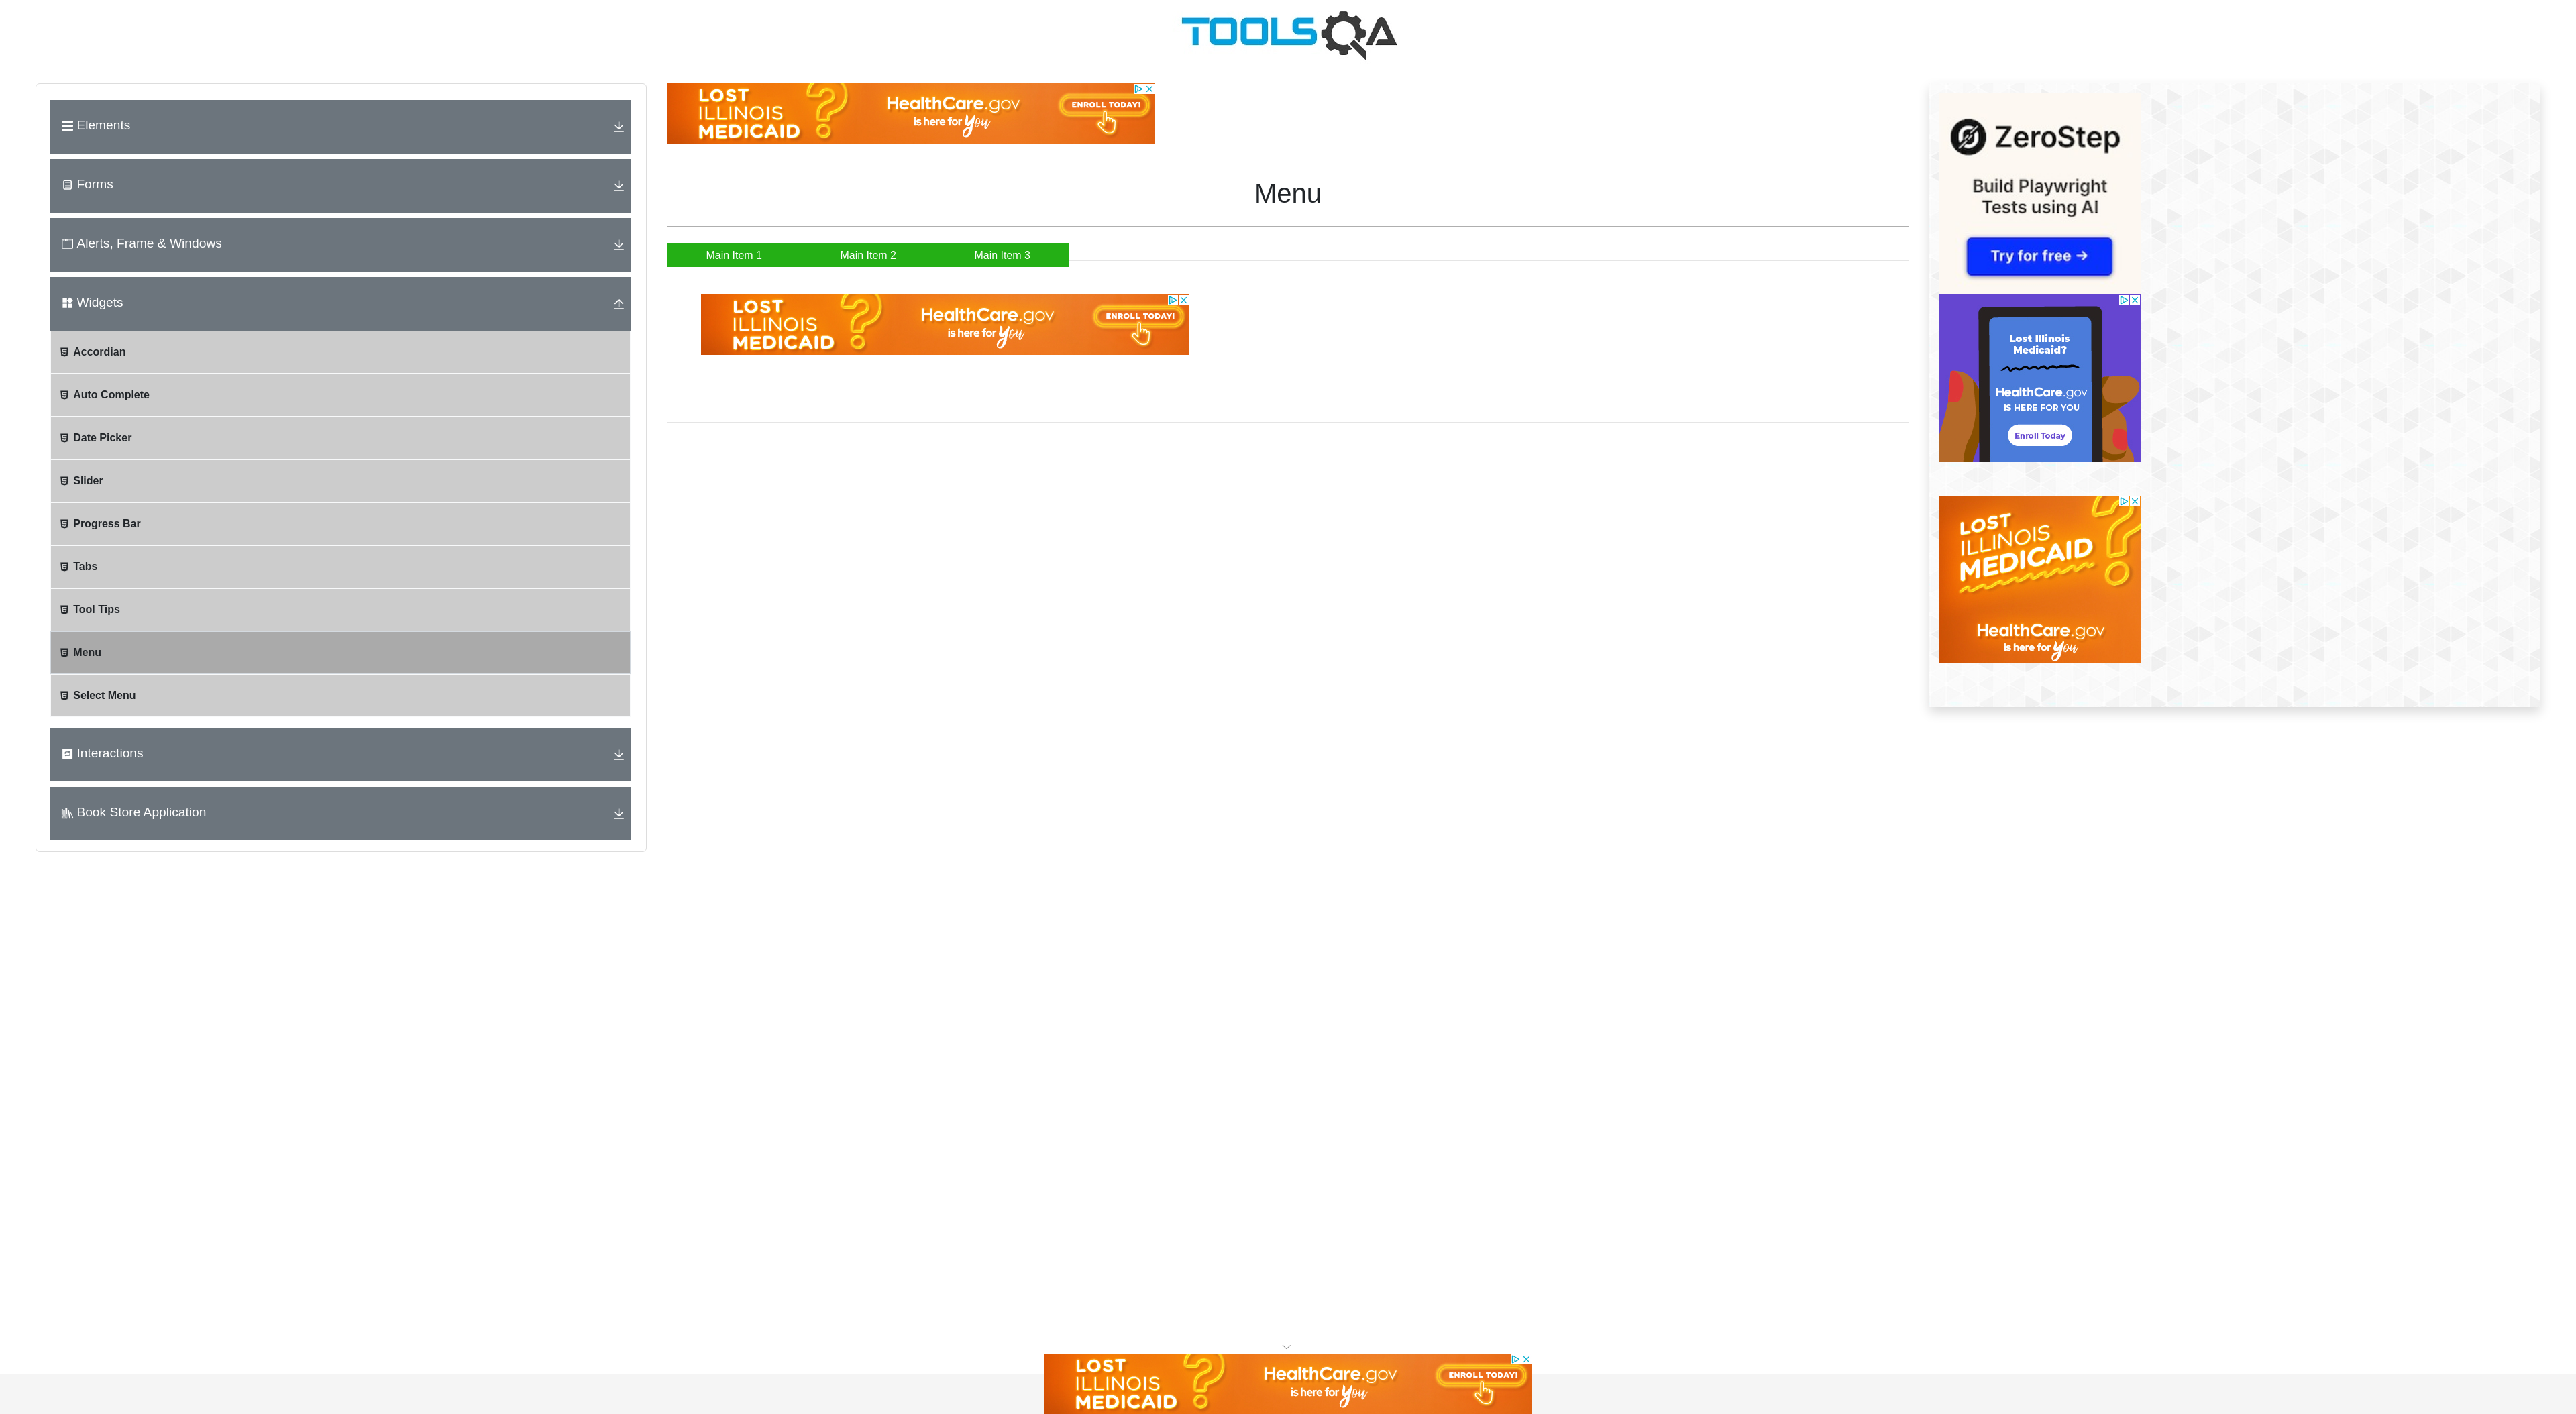 TOOLSQA
Elements
Forms
Alerts, Frame & Windows
Widgets
Accordian
Auto Complete
Date Picker
Slider
Progress Bar
Tabs
Tool Tips
Menu
Select Menu
Interactions
Book Store Application
LOST
ILLINOIS
MEDICAID
?
HealthCare.gov
is here for you
ENROLL TODAY!
Menu
Main Item 1
Main Item 2
Main Item 3
LOST
ILLINOIS
MEDICAID
?
HealthCare.gov
is here for you
ENROLL TODAY!
ZeroStep
Build Playwright
Tests using AI
Try for free →
Lost Illinois
Medicaid?
HealthCare.gov
IS HERE FOR YOU
Enroll Today
LOST
ILLINOIS
MEDICAID
?
HealthCare.gov
is here for you
LOST
ILLINOIS
MEDICAID
?
HealthCare.gov
is here for you
ENROLL TODAY!